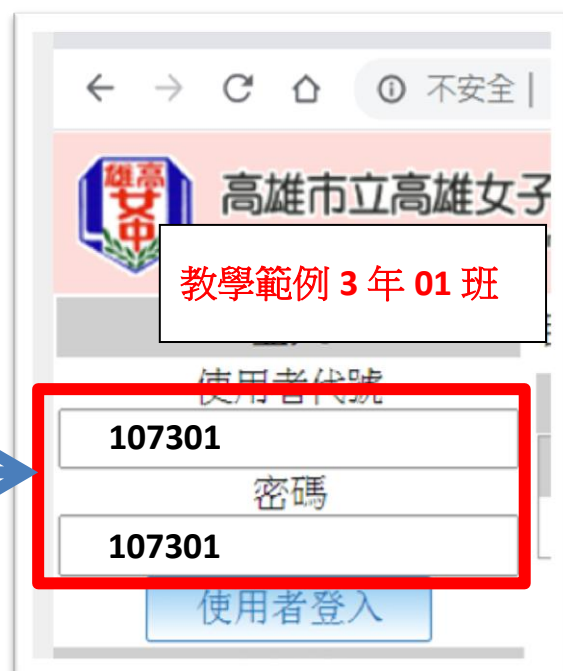 不安全
雄高
女
中
高雄市立高雄女子
教學範例 3 年 01 班
使用者代號
107301
密碼
107301
使用者登入